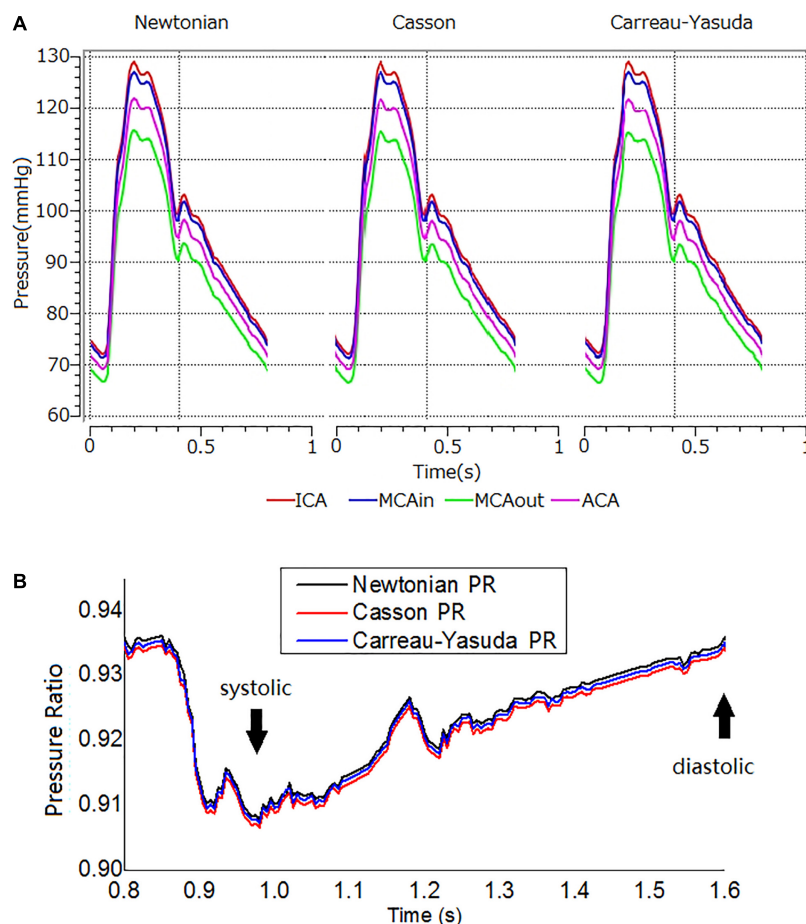 A
Newtonian Casson Carreau-Yasuda
Pressure(mmHg)
130
120
110
100
90
80
70
60
0 0.5 1 0 0.5 1 0 0.5 1
Time(s)
ICA MCAin MCAout ACA
B
Newtonian PR
Casson PR
Carreau-Yasuda PR
Pressure Ratio
0.94
0.93
0.92
0.91
0.90
systolic
diastolic
0.8 0.9 1.0 1.1 1.2 1.3 1.4 1.5 1.6
Time (s)